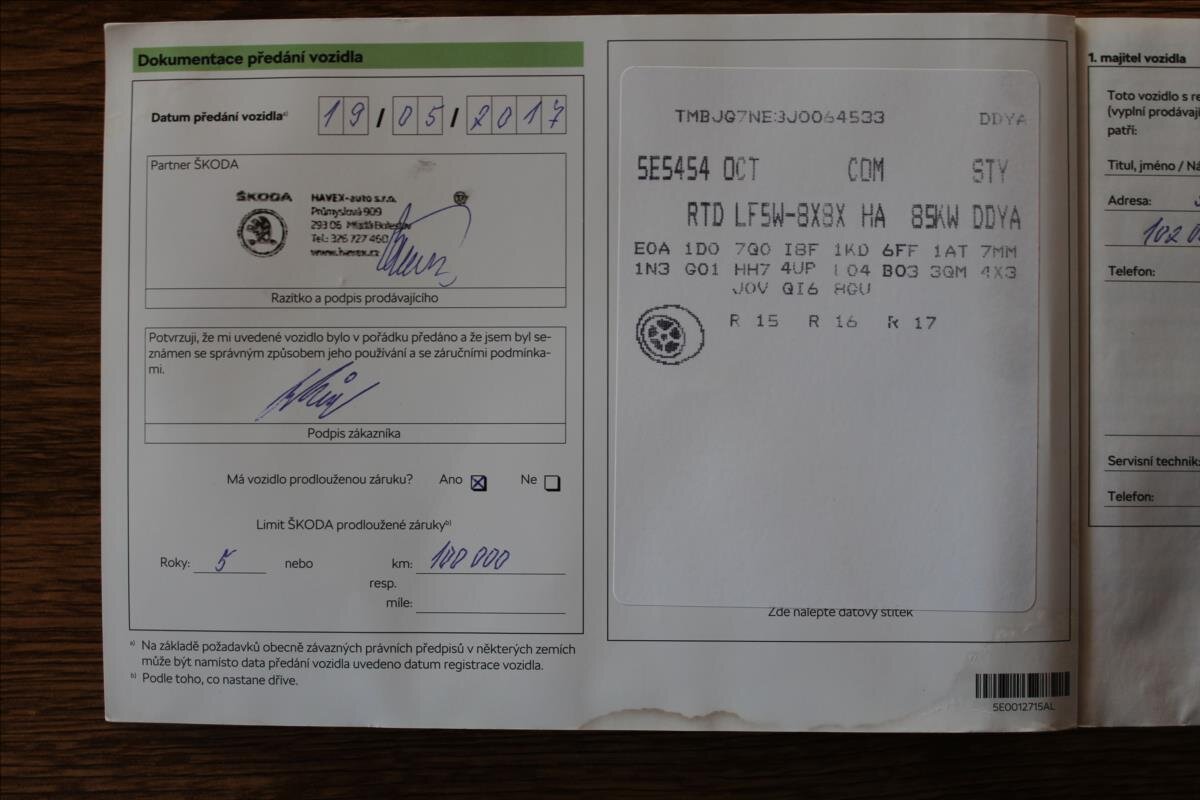 Dokumentace předání vozidla
Datum předání vozidla a) 19 / 05 / 2017
Partner ŠKODA
ŠKODA HAVEX-auto s.r.o.
Průmyslová 909
293 06 Mladá Boleslav
Tel.: 326 727 460
www.havex.cz
Razítko a podpis prodávajícího
Potvrzuji, že mi uvedené vozidlo bylo v pořádku předáno a že jsem byl se-
známen se správným způsobem jeho používání a se záručními podmínka-
mi.
Podpis zákazníka
Má vozidlo prodlouženou záruku? Ano Ne
Limit ŠKODA prodloužené záruky b)
Roky: 5 nebo km: 100 000
resp.
míle:
a) Na základě požadavků obecně závazných právních předpisů v některých zemích
může být namísto data předání vozidla uvedeno datum registrace vozidla.
b) Podle toho, co nastane dříve.
TMBJG7NE3J0064533 DDYA
5E5454 OCT COM STY
RTD LF5W-8X8X HA 85KW DDYA
E0A 1D0 7Q0 I8F 1KD 6FF 1AT 7MM
1N3 G01 HH7 4UP L04 B03 3QM 4X3
J0V QI6 8GU
R 15 R 16 R 17
Zde nalepte datový štítek
5E0012715AL
1. majitel vozidla
Toto vozidlo s
(vyplní
patří:
Titul, jméno /
Adresa:
102
Telefon:
Servisní technik:
Telefon: